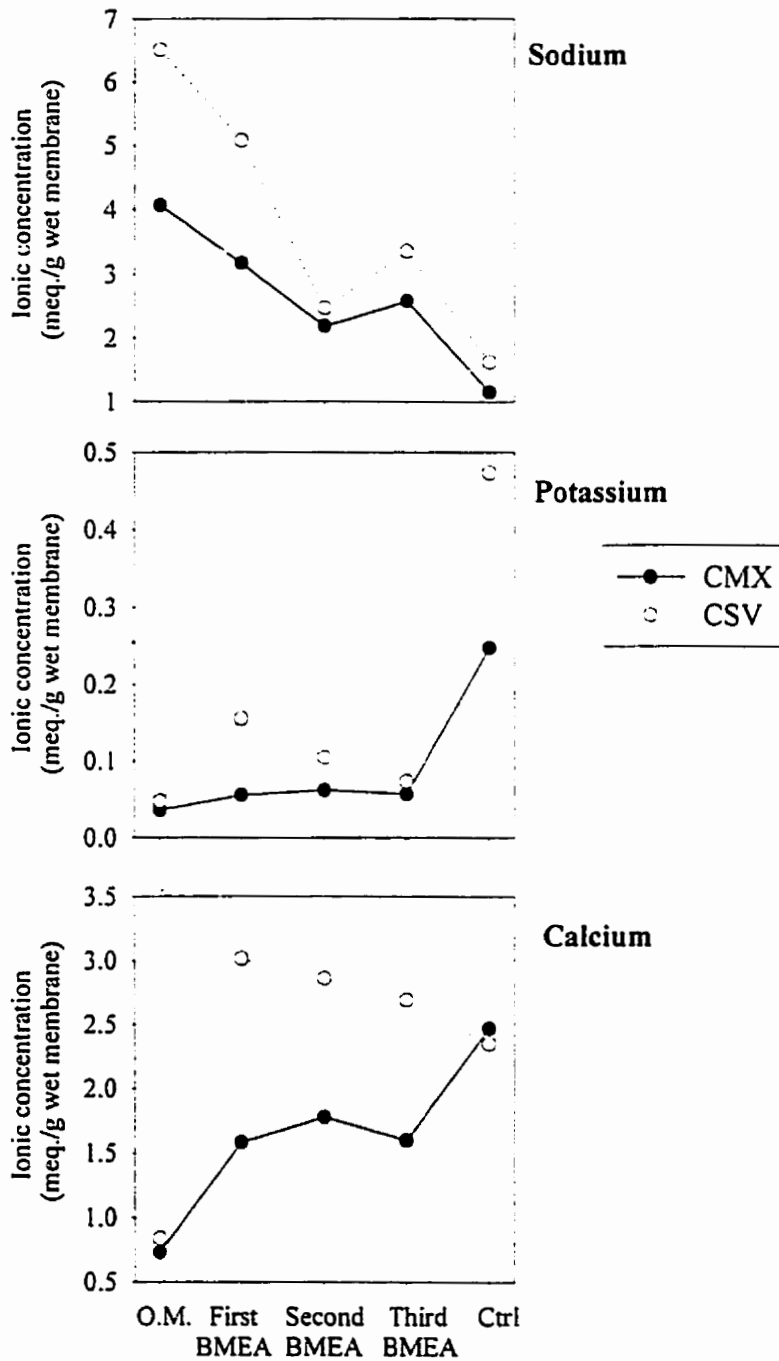 Sodium
Ionic concentration
(meq./g wet membrane)
7
6
5
4
3
2
1
Potassium
Ionic concentration
(meq./g wet membrane)
0.5
0.4
0.3
0.2
0.1
0.0
CMX
CSV
Calcium
Ionic concentration
(meq./g wet membrane)
3.5
3.0
2.5
2.0
1.5
1.0
0.5
O.M. First Second Third Ctrl
BMEA BMEA BMEA